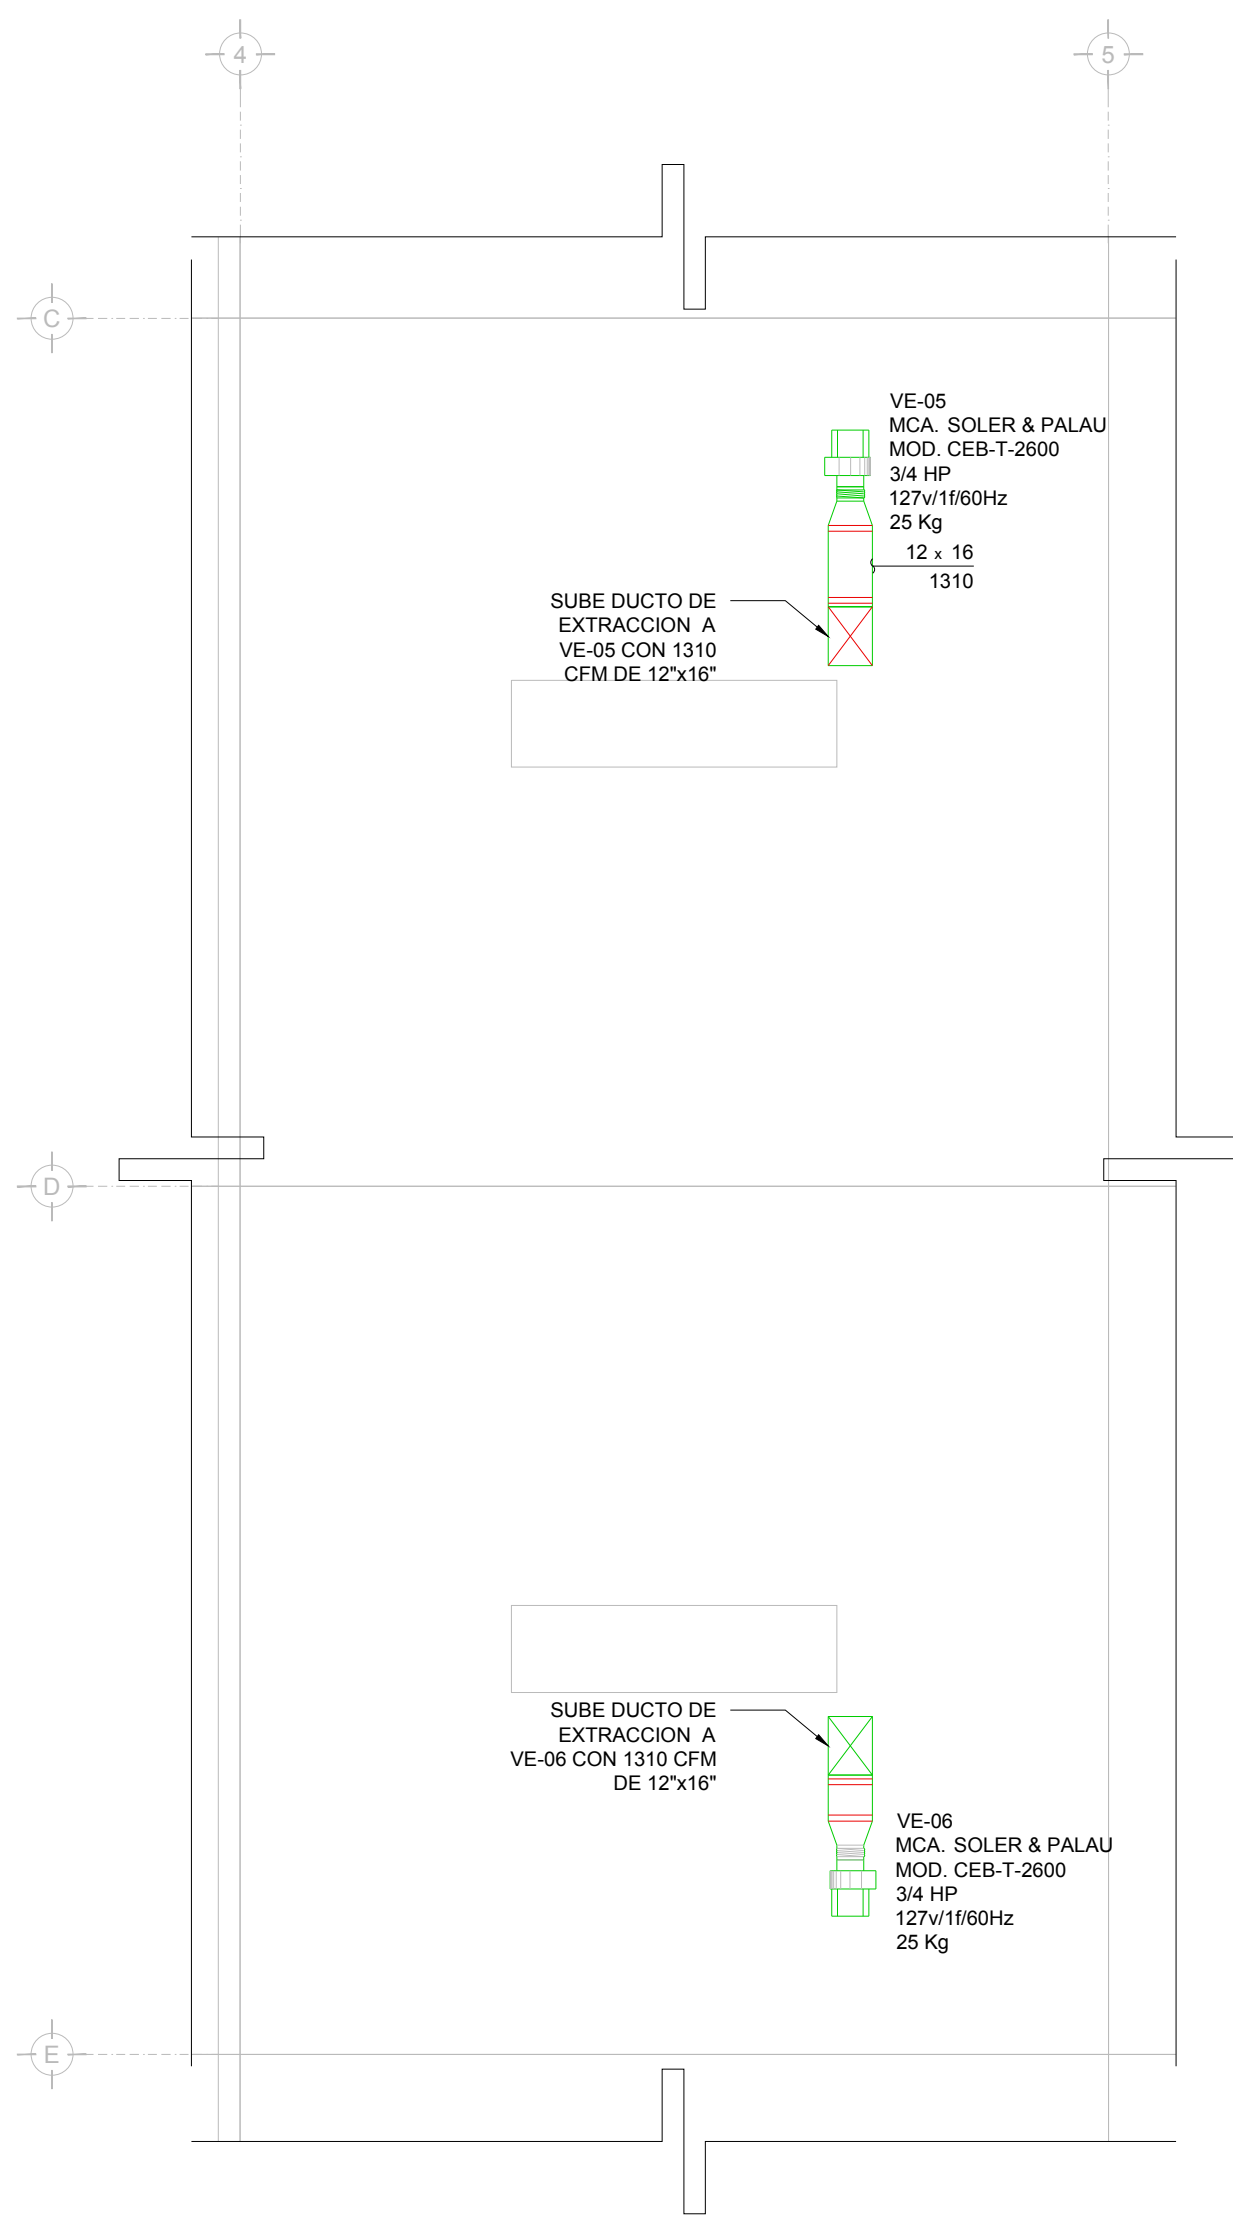 4
5
C
VE-05
MCA. SOLER & PALAU
MOD. CEB-T-2600
3/4 HP
127v/1f/60Hz
25 Kg
12 x 16
1310
SUBE DUCTO DE
EXTRACCION A
VE-05 CON 1310
CFM DE 12"x16"
D
SUBE DUCTO DE
EXTRACCION A
VE-06 CON 1310 CFM
DE 12"x16"
VE-06
MCA. SOLER & PALAU
MOD. CEB-T-2600
3/4 HP
127v/1f/60Hz
25 Kg
E